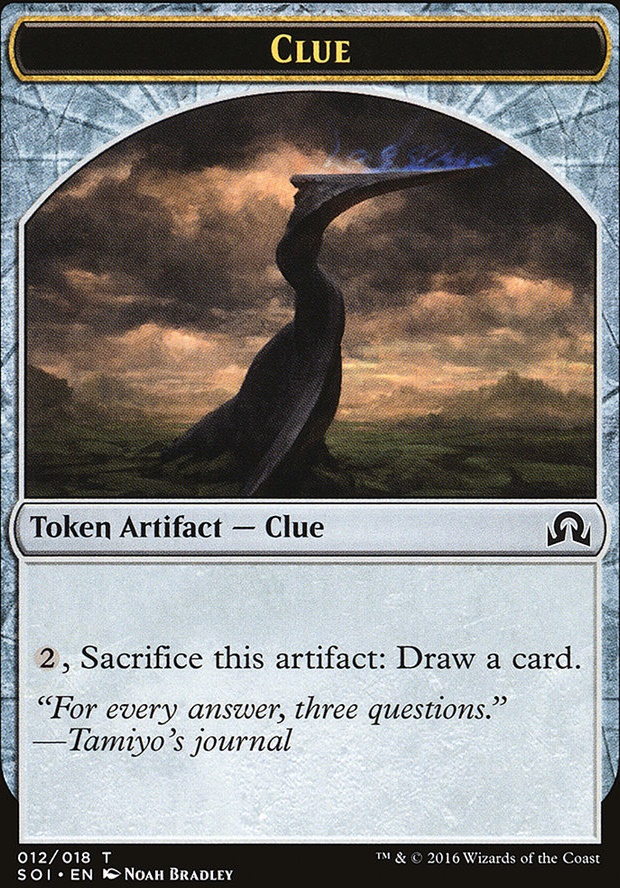 CLUE
Token Artifact — Clue
2, Sacrifice this artifact: Draw a card.
“For every answer, three questions.”
—Tamiyo’s journal
012/018 T
SOI • EN NOAH BRADLEY
™ & © 2016 Wizards of the Coast